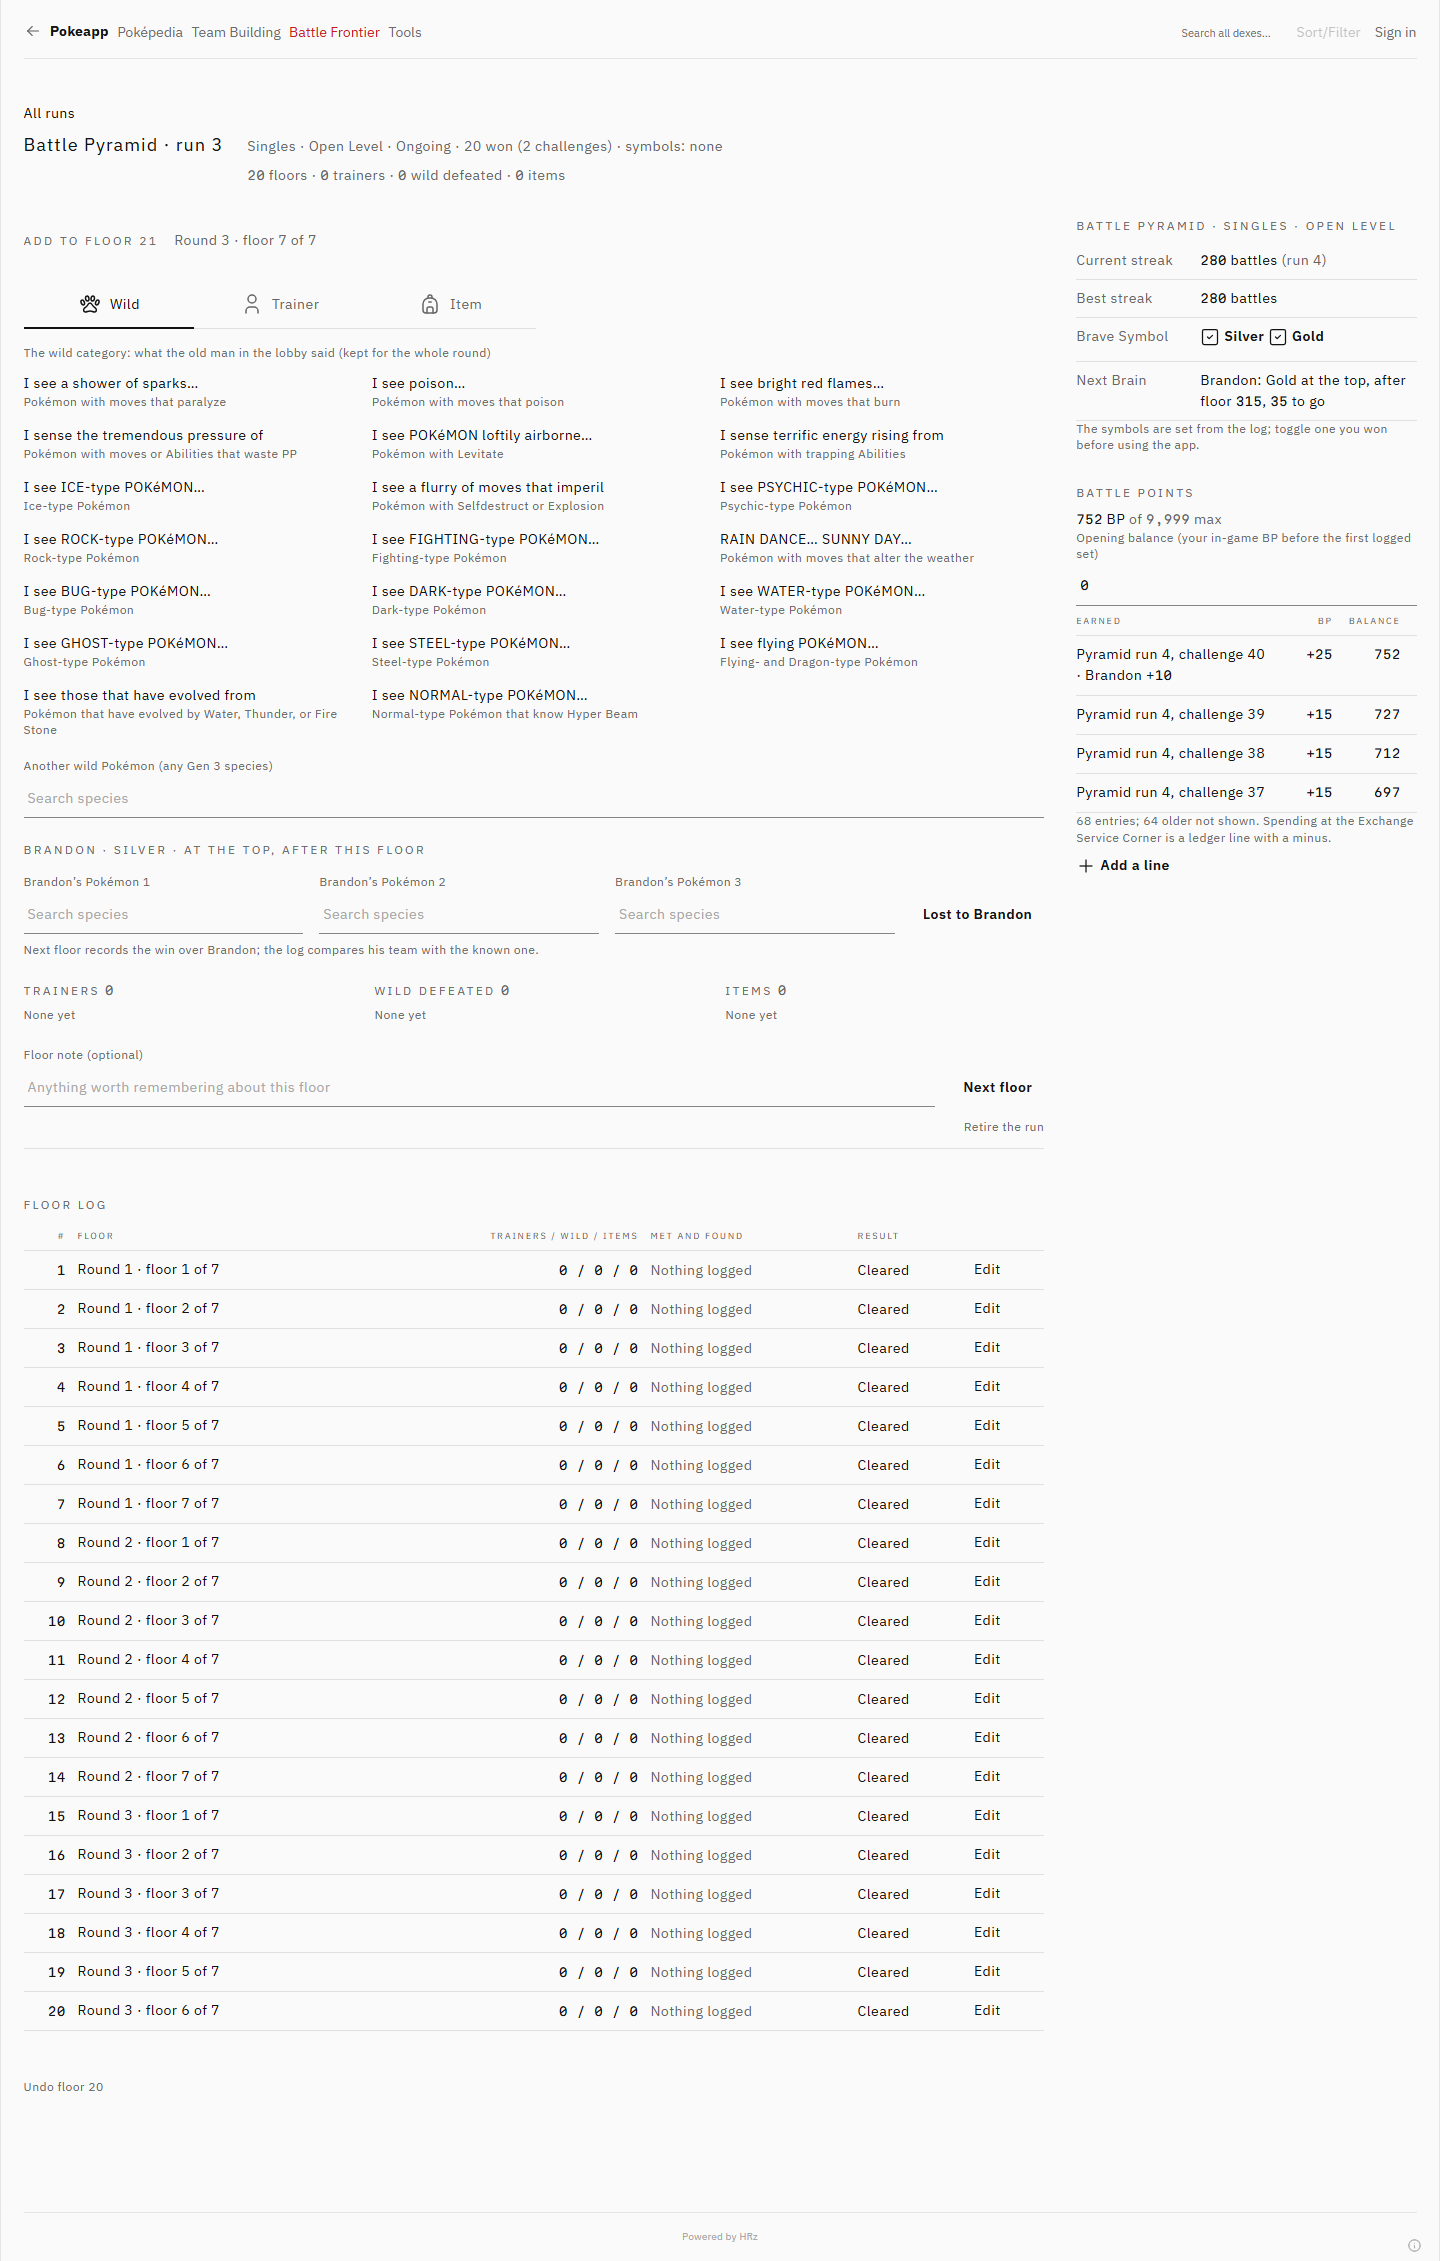 ← Pokeapp Poképedia Team Building Battle Frontier Tools
Search all dexes... Sort/Filter Sign in
All runs
Battle Pyramid · run 3
Singles · Open Level · Ongoing · 20 won (2 challenges) · symbols: none
20 floors · 0 trainers · 0 wild defeated · 0 items
ADD TO FLOOR 21 Round 3 · floor 7 of 7
Wild Trainer Item
The wild category: what the old man in the lobby said (kept for the whole round)
I see a shower of sparks...
Pokémon with moves that paralyze
I see poison...
Pokémon with moves that poison
I see bright red flames...
Pokémon with moves that burn
I sense the tremendous pressure of
Pokémon with moves or Abilities that waste PP
I see POKéMON loftily airborne...
Pokémon with Levitate
I sense terrific energy rising from
Pokémon with trapping Abilities
I see ICE-type POKéMON...
Ice-type Pokémon
I see a flurry of moves that imperil
Pokémon with Selfdestruct or Explosion
I see PSYCHIC-type POKéMON...
Psychic-type Pokémon
I see ROCK-type POKéMON...
Rock-type Pokémon
I see FIGHTING-type POKéMON...
Fighting-type Pokémon
RAIN DANCE... SUNNY DAY...
Pokémon with moves that alter the weather
I see BUG-type POKéMON...
Bug-type Pokémon
I see DARK-type POKéMON...
Dark-type Pokémon
I see WATER-type POKéMON...
Water-type Pokémon
I see GHOST-type POKéMON...
Ghost-type Pokémon
I see STEEL-type POKéMON...
Steel-type Pokémon
I see flying POKéMON...
Flying- and Dragon-type Pokémon
I see those that have evolved from
Pokémon that have evolved by Water, Thunder, or Fire
Stone
I see NORMAL-type POKéMON...
Normal-type Pokémon that know Hyper Beam
Another wild Pokémon (any Gen 3 species)
Search species
BRANDON · SILVER · AT THE TOP, AFTER THIS FLOOR
Brandon's Pokémon 1 Brandon's Pokémon 2 Brandon's Pokémon 3
Search species Search species Search species Lost to Brandon
Next floor records the win over Brandon; the log compares his team with the known one.
TRAINERS 0 WILD DEFEATED 0 ITEMS 0
None yet None yet None yet
Floor note (optional)
Anything worth remembering about this floor Next floor
Retire the run
BATTLE PYRAMID · SINGLES · OPEN LEVEL
Current streak 280 battles (run 4)
Best streak 280 battles
Brave Symbol Silver Gold
Next Brain Brandon: Gold at the top, after
floor 315, 35 to go
The symbols are set from the log; toggle one you won
before using the app.
BATTLE POINTS
752 BP of 9,999 max
Opening balance (your in-game BP before the first logged
set)
0
EARNED BP BALANCE
Pyramid run 4, challenge 40 +25 752
· Brandon +10
Pyramid run 4, challenge 39 +15 727
Pyramid run 4, challenge 38 +15 712
Pyramid run 4, challenge 37 +15 697
68 entries; 64 older not shown. Spending at the Exchange
Service Corner is a ledger line with a minus.
+ Add a line
FLOOR LOG
# FLOOR TRAINERS / WILD / ITEMS MET AND FOUND RESULT
1 Round 1 · floor 1 of 7 0 / 0 / 0 Nothing logged Cleared Edit
2 Round 1 · floor 2 of 7 0 / 0 / 0 Nothing logged Cleared Edit
3 Round 1 · floor 3 of 7 0 / 0 / 0 Nothing logged Cleared Edit
4 Round 1 · floor 4 of 7 0 / 0 / 0 Nothing logged Cleared Edit
5 Round 1 · floor 5 of 7 0 / 0 / 0 Nothing logged Cleared Edit
6 Round 1 · floor 6 of 7 0 / 0 / 0 Nothing logged Cleared Edit
7 Round 1 · floor 7 of 7 0 / 0 / 0 Nothing logged Cleared Edit
8 Round 2 · floor 1 of 7 0 / 0 / 0 Nothing logged Cleared Edit
9 Round 2 · floor 2 of 7 0 / 0 / 0 Nothing logged Cleared Edit
10 Round 2 · floor 3 of 7 0 / 0 / 0 Nothing logged Cleared Edit
11 Round 2 · floor 4 of 7 0 / 0 / 0 Nothing logged Cleared Edit
12 Round 2 · floor 5 of 7 0 / 0 / 0 Nothing logged Cleared Edit
13 Round 2 · floor 6 of 7 0 / 0 / 0 Nothing logged Cleared Edit
14 Round 2 · floor 7 of 7 0 / 0 / 0 Nothing logged Cleared Edit
15 Round 3 · floor 1 of 7 0 / 0 / 0 Nothing logged Cleared Edit
16 Round 3 · floor 2 of 7 0 / 0 / 0 Nothing logged Cleared Edit
17 Round 3 · floor 3 of 7 0 / 0 / 0 Nothing logged Cleared Edit
18 Round 3 · floor 4 of 7 0 / 0 / 0 Nothing logged Cleared Edit
19 Round 3 · floor 5 of 7 0 / 0 / 0 Nothing logged Cleared Edit
20 Round 3 · floor 6 of 7 0 / 0 / 0 Nothing logged Cleared Edit
Undo floor 20
Powered by HRz